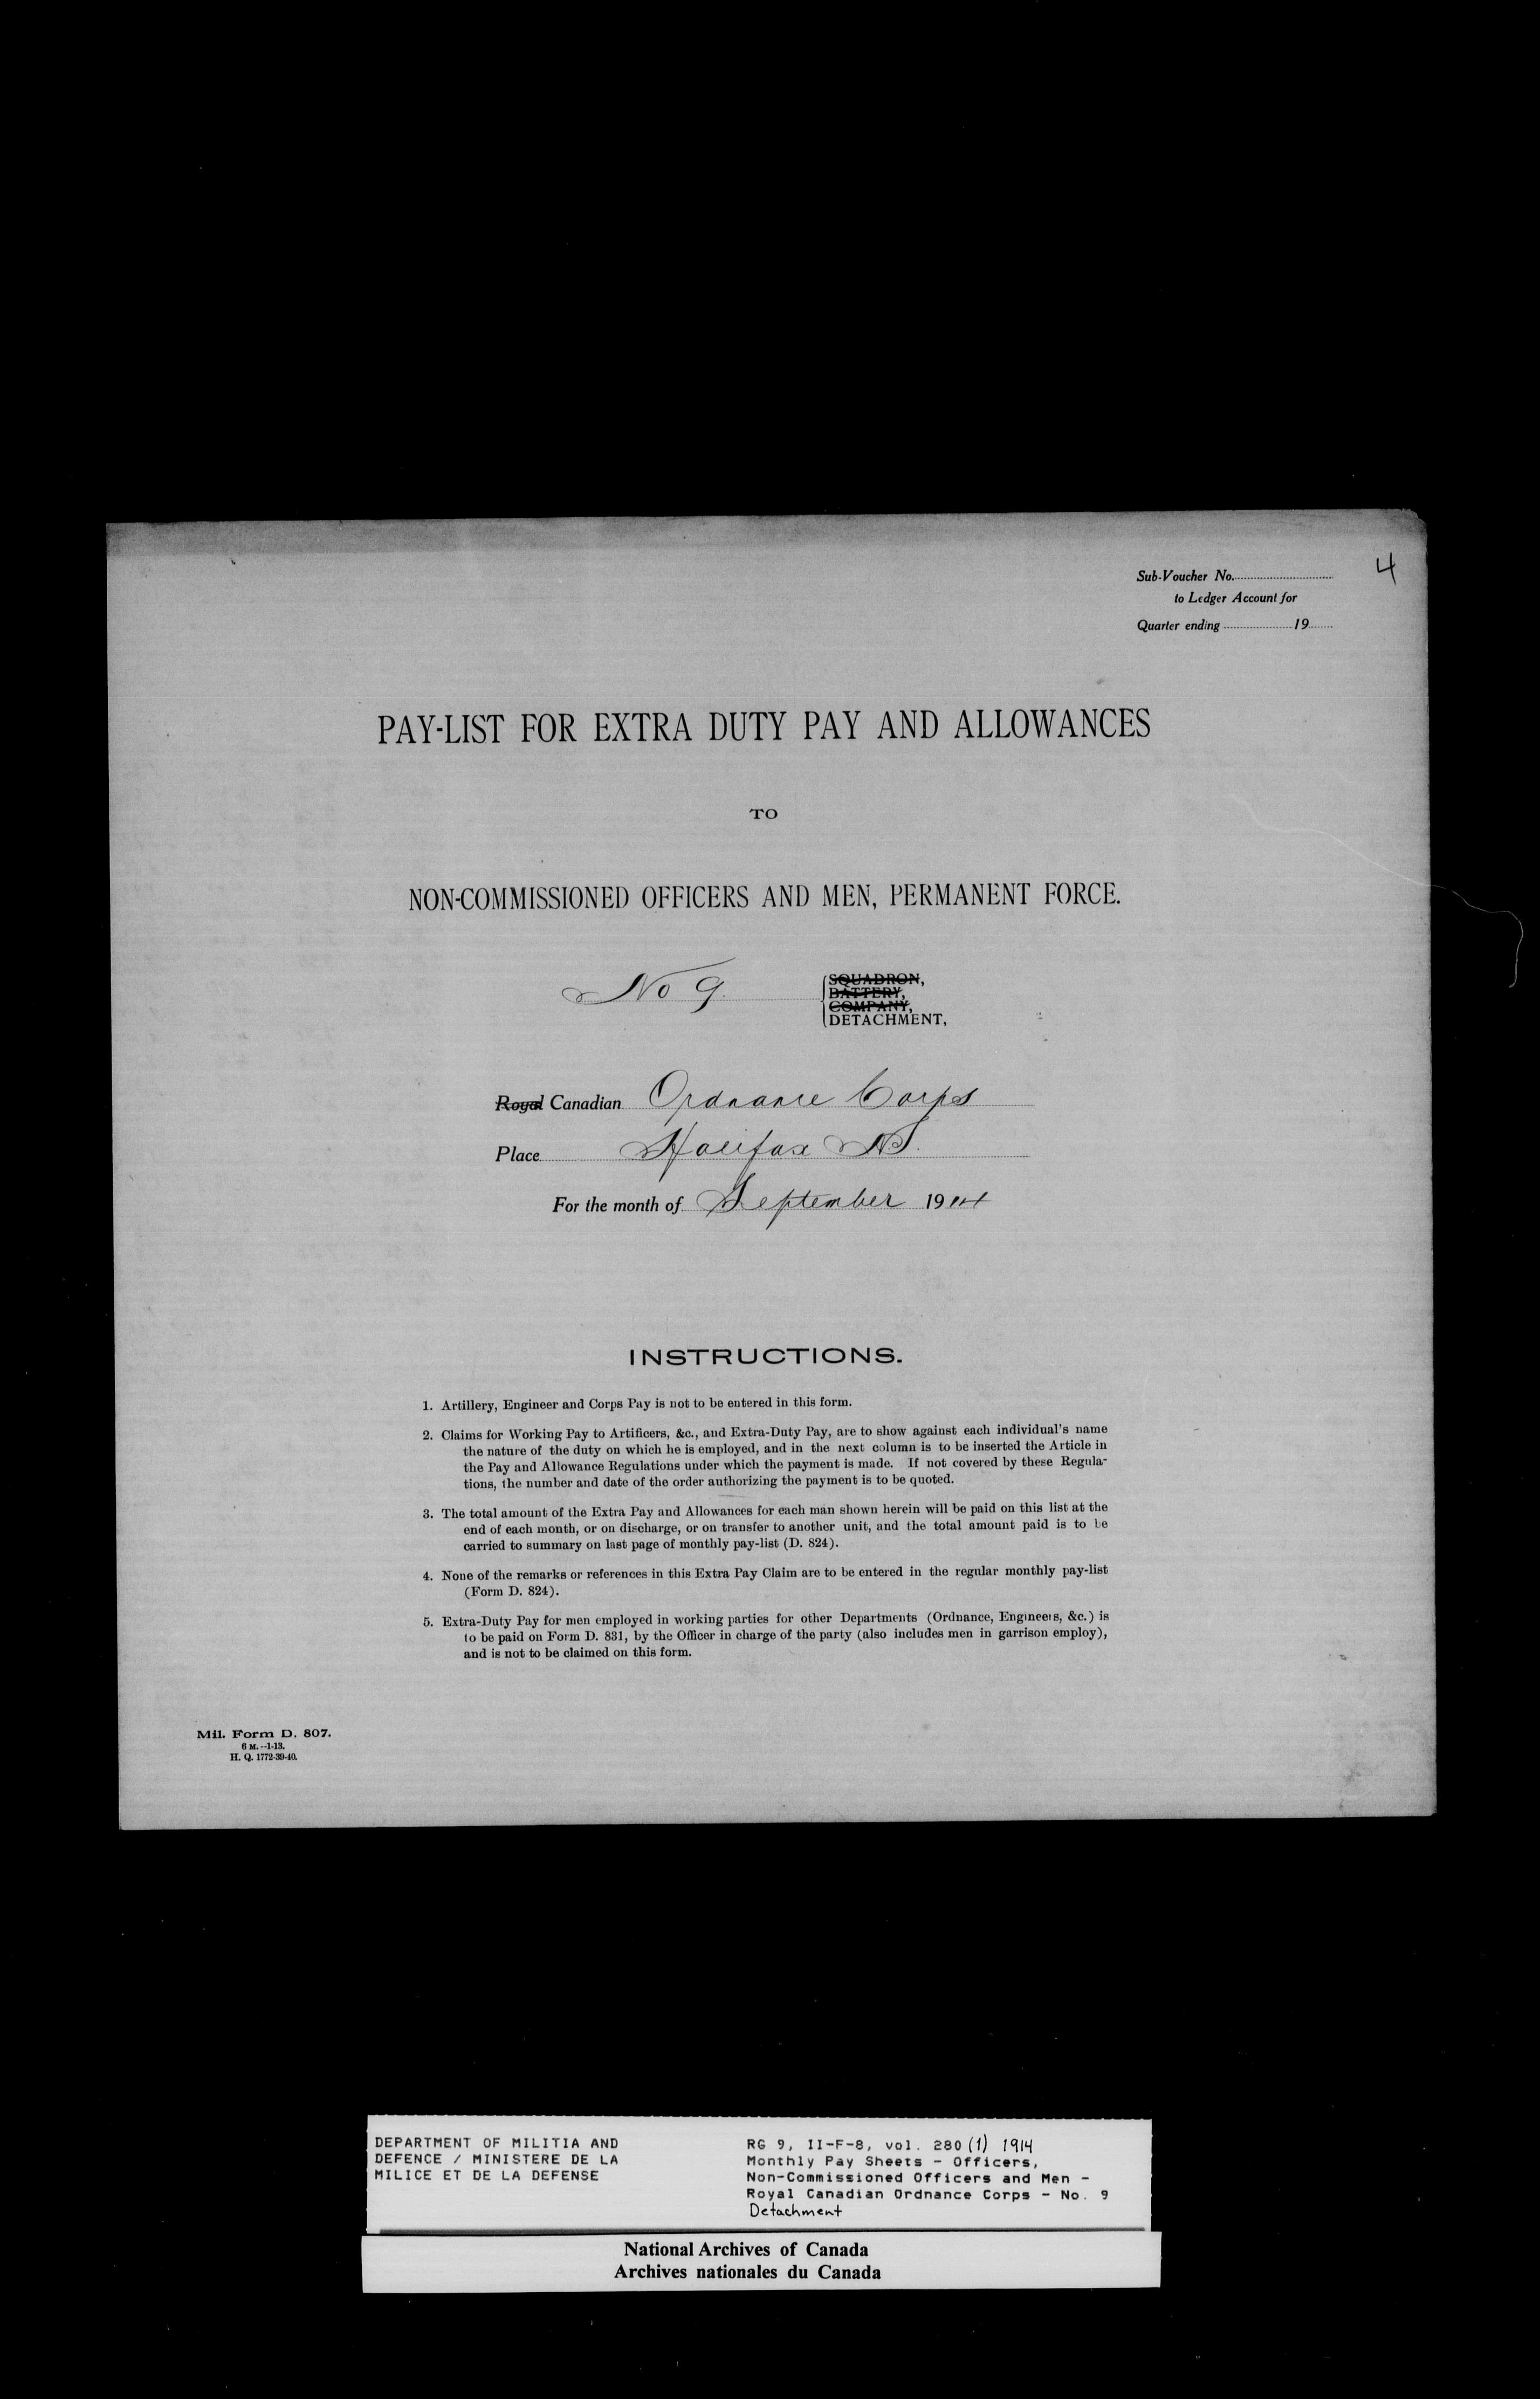 Sub-Voucher No.
4
to Ledger Account for
Quarter ending 19
PAY-LIST FOR EXTRA DUTY PAY AND ALLOWANCES
TO
NON-COMMISSIONED OFFICERS AND MEN, PERMANENT FORCE.
No 9.
SQUADRON,
BATTERY,
COMPANY,
DETACHMENT,
Royal Canadian Ordnance Corps
Place Halifax NS.
For the month of September 1914
INSTRUCTIONS.
1. Artillery, Engineer and Corps Pay is not to be entered in this form.
2. Claims for Working Pay to Artificers, &c., and Extra-Duty Pay, are to show against each individual's name
the nature of the duty on which he is employed, and in the next column is to be inserted the Article in
the Pay and Allowance Regulations under which the payment is made. If not covered by these Regula-
tions, the number and date of the order authorizing the payment is to be quoted.
3. The total amount of the Extra Pay and Allowances for each man shown herein will be paid on this list at the
end of each month, or on discharge, or on transfer to another unit, and the total amount paid is to be
carried to summary on last page of monthly pay-list (D. 824).
4. None of the remarks or references in this Extra Pay Claim are to be entered in the regular monthly pay-list
(Form D. 824).
5. Extra-Duty Pay for men employed in working parties for other Departments (Ordnance, Engineers, &c.) is
to be paid on Form D. 831, by the Officer in charge of the party (also includes men in garrison employ),
and is not to be claimed on this form.
Mil. Form D. 807.
6 M.--1-13.
H. Q. 1772-39-40.
DEPARTMENT OF MILITIA AND
DEFENCE / MINISTERE DE LA
MILICE ET DE LA DEFENSE
RG 9, II-F-8, vol. 280 (1) 1914
Monthly Pay Sheets - Officers,
Non-Commissioned Officers and Men -
Royal Canadian Ordnance Corps - No. 9
Detachment
National Archives of Canada
Archives nationales du Canada